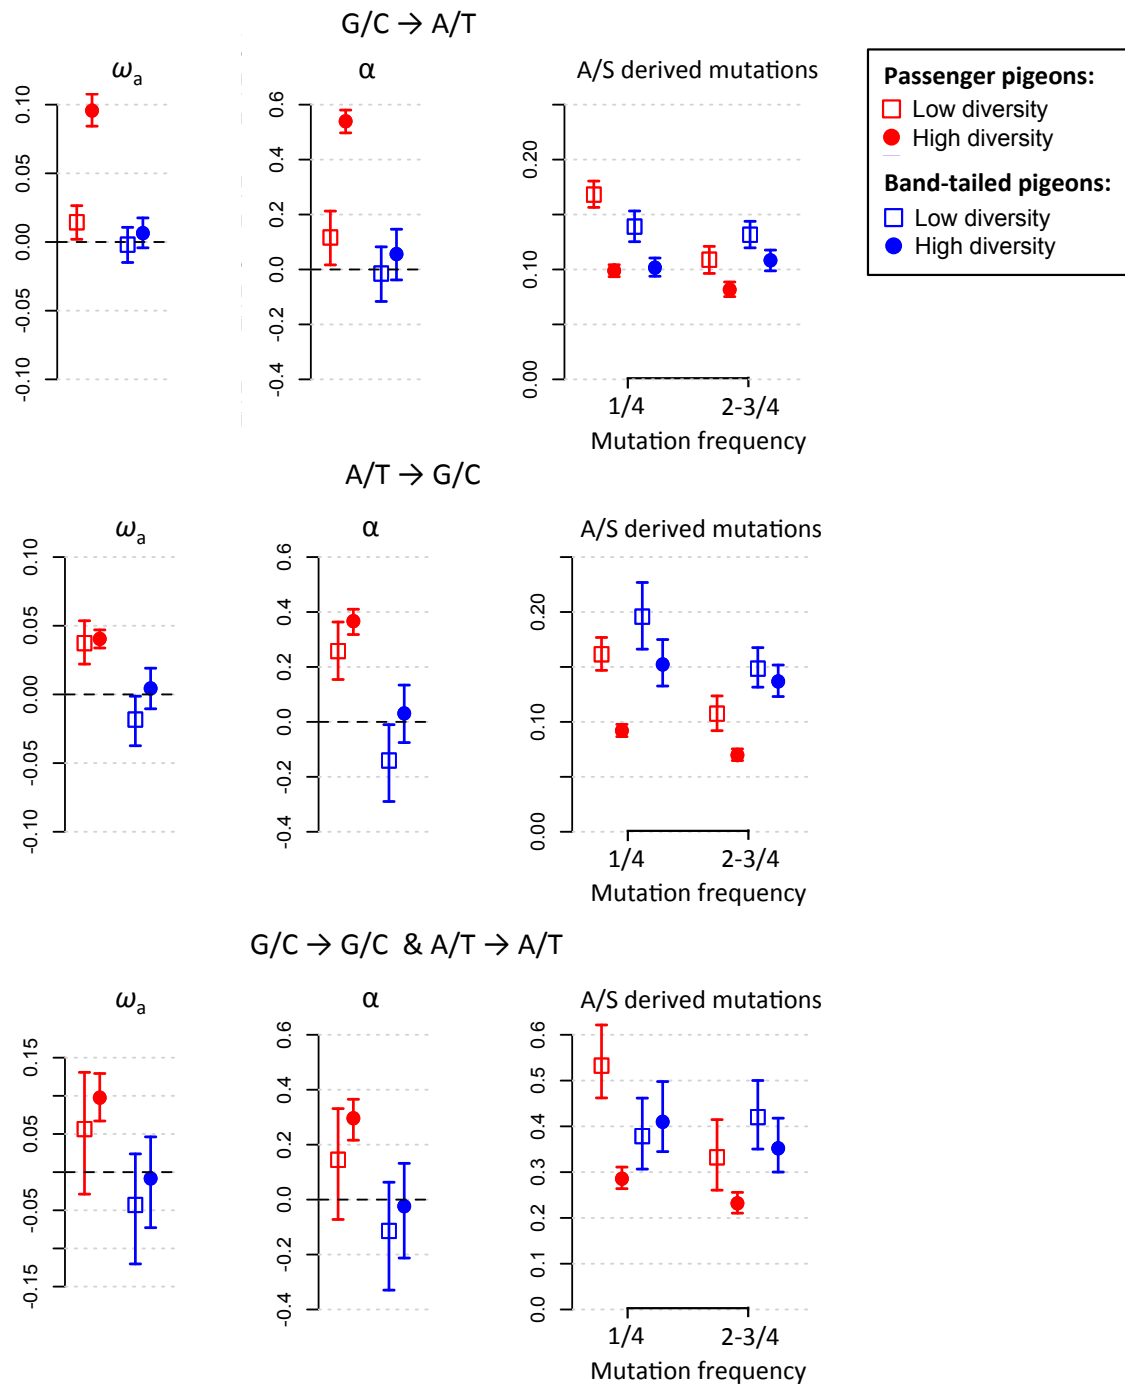 G/C → A/T
ωa
α
A/S derived mutations
0.10
0.05
0.00
-0.05
-0.10
0.6
0.4
0.2
0.0
-0.2
-0.4
0.20
0.10
0.00
1/4
2-3/4
Mutation frequency
Passenger pigeons:
Low diversity
High diversity
Band-tailed pigeons:
Low diversity
High diversity
A/T → G/C
ωa
α
A/S derived mutations
0.10
0.05
0.00
-0.05
-0.10
0.6
0.4
0.2
0.0
-0.2
-0.4
0.20
0.10
0.00
1/4
2-3/4
Mutation frequency
G/C → G/C & A/T → A/T
ωa
α
A/S derived mutations
0.15
0.05
-0.05
-0.15
0.6
0.4
0.2
0.0
-0.2
-0.4
0.6
0.5
0.4
0.3
0.2
0.1
0.0
1/4
2-3/4
Mutation frequency